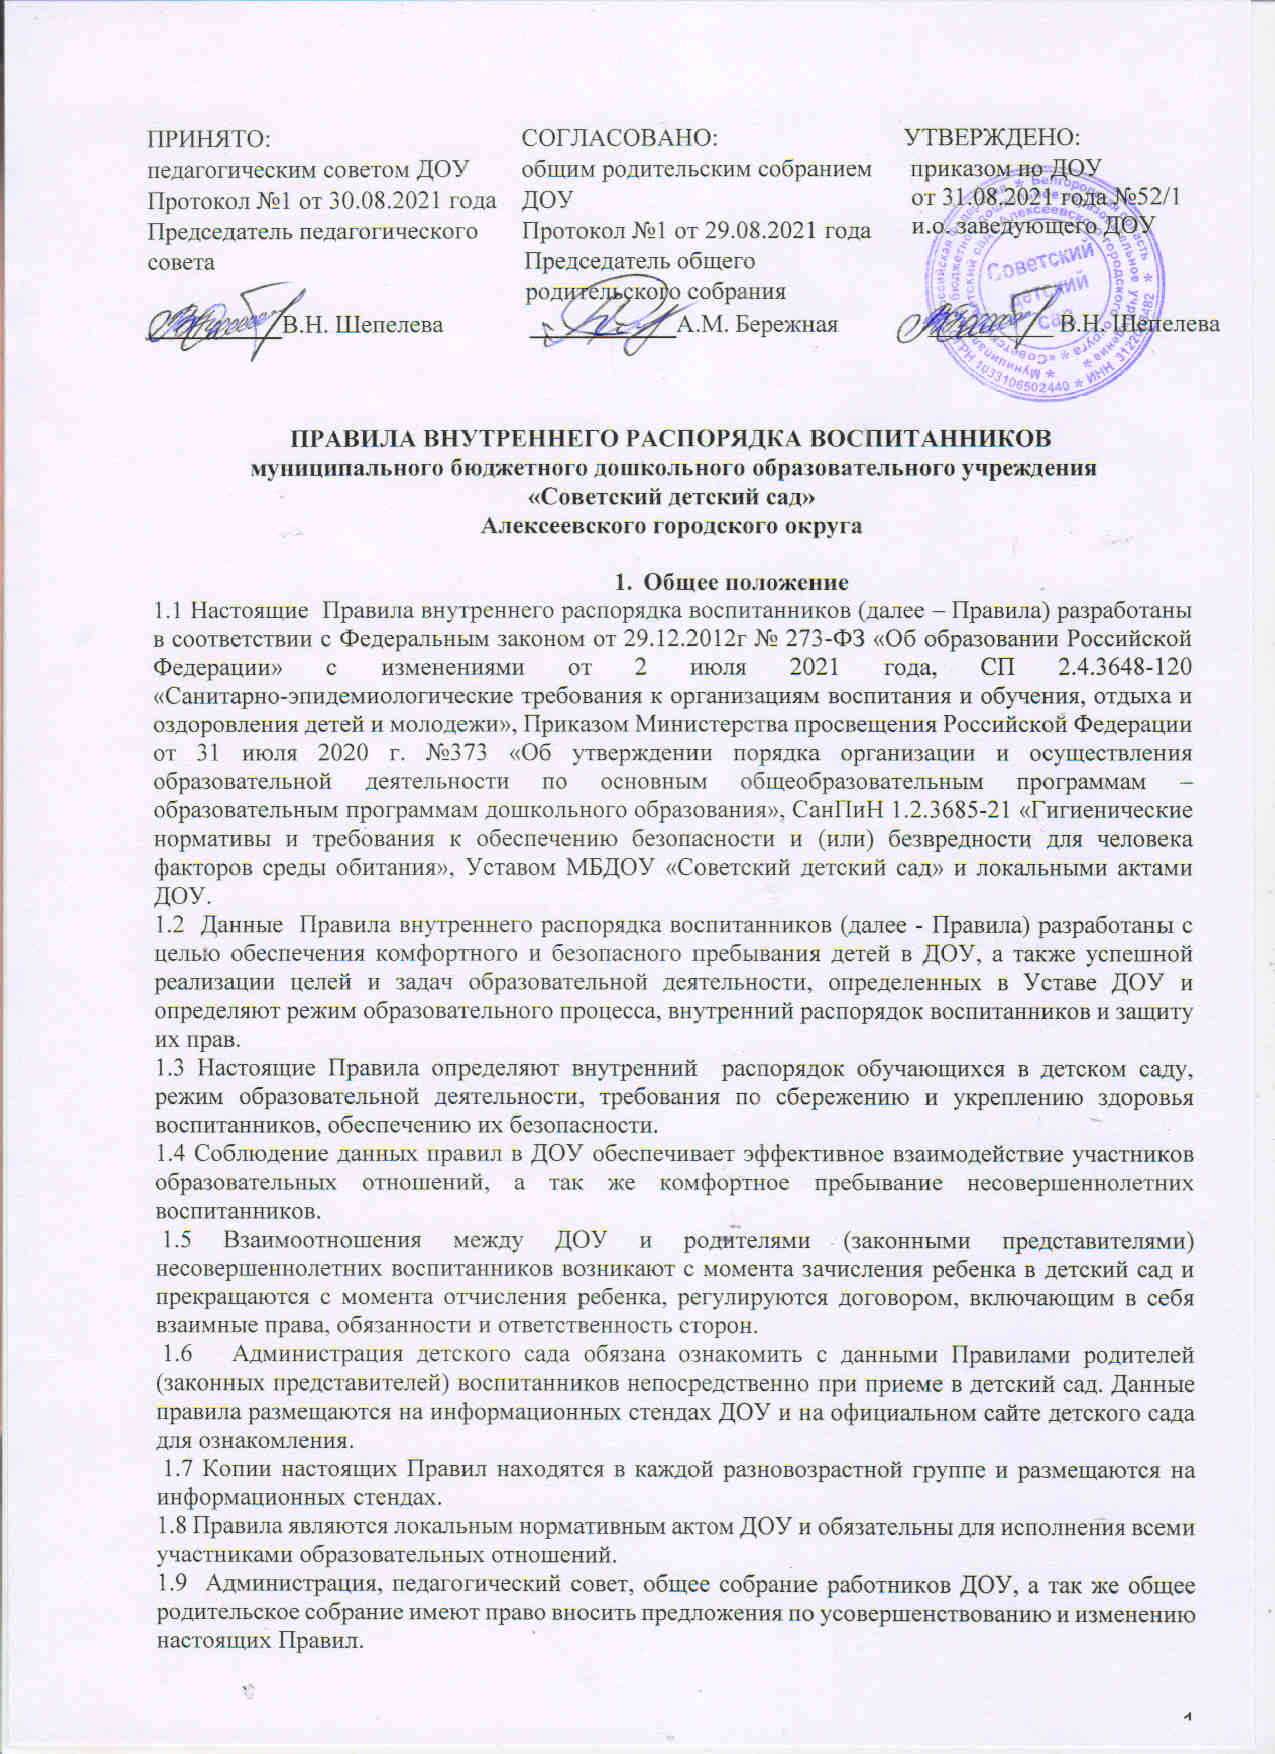 ПРИНЯТО:
педагогическим советом ДОУ
Протокол №1 от 30.08.2021 года
Председатель педагогического
совета
В.Н. Шепелева
СОГЛАСОВАНО:
общим родительским собранием
ДОУ
Протокол №1 от 29.08.2021 года
Председатель общего
родительского собрания
А.М. Бережная
УТВЕРЖДЕНО:
приказом по ДОУ
от 31.08.2021 года №52/1
и.о. заведующего ДОУ
В.Н. Шепелева
Советский
детский
сад
ПРАВИЛА ВНУТРЕННЕГО РАСПОРЯДКА ВОСПИТАННИКОВ
муниципального бюджетного дошкольного образовательного учреждения
«Советский детский сад»
Алексеевского городского округа
1. Общее положение
1.1 Настоящие Правила внутреннего распорядка воспитанников (далее – Правила) разработаны
в соответствии с Федеральным законом от 29.12.2012г № 273-ФЗ «Об образовании Российской
Федерации» с изменениями от 2 июля 2021 года, СП 2.4.3648-120
«Санитарно-эпидемиологические требования к организациям воспитания и обучения, отдыха и
оздоровления детей и молодежи», Приказом Министерства просвещения Российской Федерации
от 31 июля 2020 г. №373 «Об утверждении порядка организации и осуществления
образовательной деятельности по основным общеобразовательным программам –
образовательным программам дошкольного образования», СанПиН 1.2.3685-21 «Гигиенические
нормативы и требования к обеспечению безопасности и (или) безвредности для человека
факторов среды обитания», Уставом МБДОУ «Советский детский сад» и локальными актами
ДОУ.
1.2 Данные Правила внутреннего распорядка воспитанников (далее - Правила) разработаны с
целью обеспечения комфортного и безопасного пребывания детей в ДОУ, а также успешной
реализации целей и задач образовательной деятельности, определенных в Уставе ДОУ и
определяют режим образовательного процесса, внутренний распорядок воспитанников и защиту
их прав.
1.3 Настоящие Правила определяют внутренний распорядок обучающихся в детском саду,
режим образовательной деятельности, требования по сбережению и укреплению здоровья
воспитанников, обеспечению их безопасности.
1.4 Соблюдение данных правил в ДОУ обеспечивает эффективное взаимодействие участников
образовательных отношений, а так же комфортное пребывание несовершеннолетних
воспитанников.
1.5 Взаимоотношения между ДОУ и родителями (законными представителями)
несовершеннолетних воспитанников возникают с момента зачисления ребенка в детский сад и
прекращаются с момента отчисления ребенка, регулируются договором, включающим в себя
взаимные права, обязанности и ответственность сторон.
1.6 Администрация детского сада обязана ознакомить с данными Правилами родителей
(законных представителей) воспитанников непосредственно при приеме в детский сад. Данные
правила размещаются на информационных стендах ДОУ и на официальном сайте детского сада
для ознакомления.
1.7 Копии настоящих Правил находятся в каждой разновозрастной группе и размещаются на
информационных стендах.
1.8 Правила являются локальным нормативным актом ДОУ и обязательны для исполнения всеми
участниками образовательных отношений.
1.9 Администрация, педагогический совет, общее собрание работников ДОУ, а так же общее
родительское собрание имеют право вносить предложения по усовершенствованию и изменению
настоящих Правил.
1